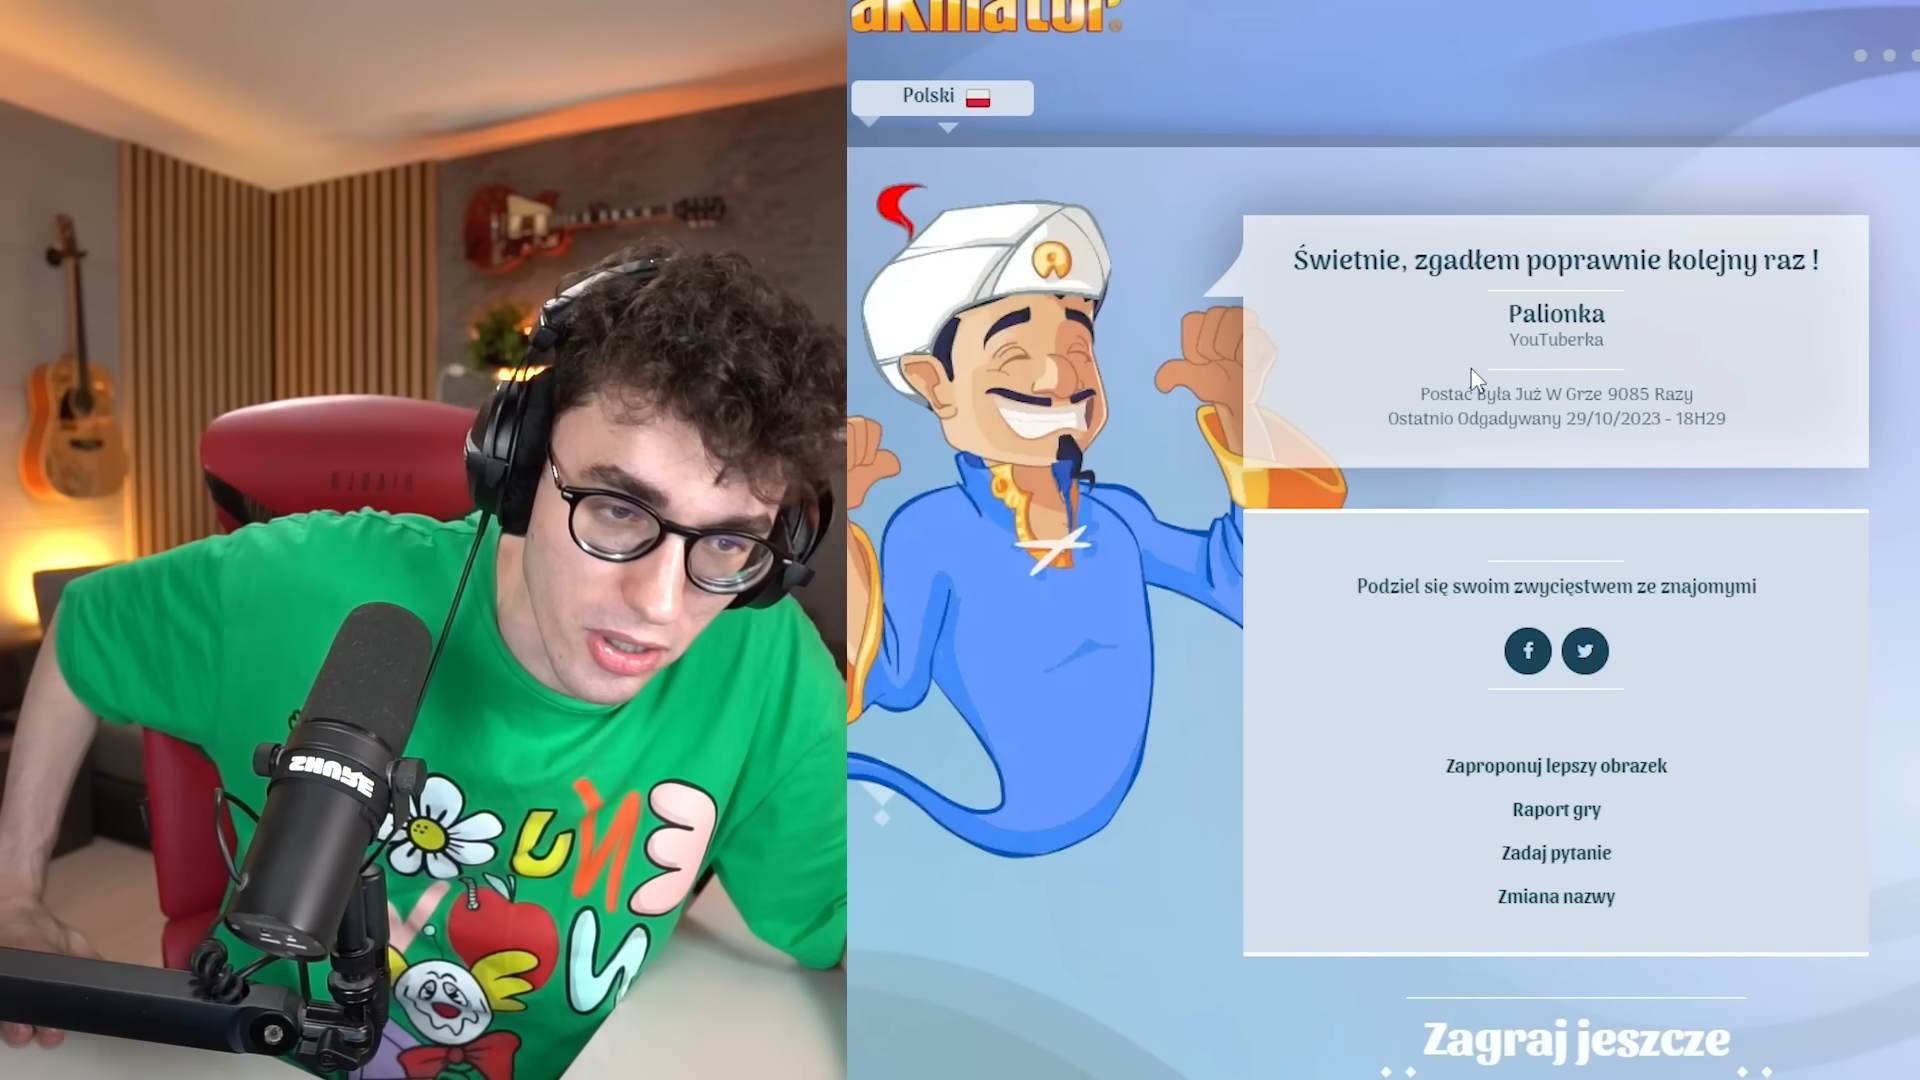 akinator
Polski
Świetnie, zgadłem poprawnie kolejny raz !
Palionka
YouTuberka
Postać Była Już W Grze 9085 Razy
Ostatnio Odgadywany 29/10/2023 - 18H29
Podziel się swoim zwycięstwem ze znajomymi
Zaproponuj lepszy obrazek
Raport gry
Zadaj pytanie
Zmiana nazwy
Zagraj jeszcze